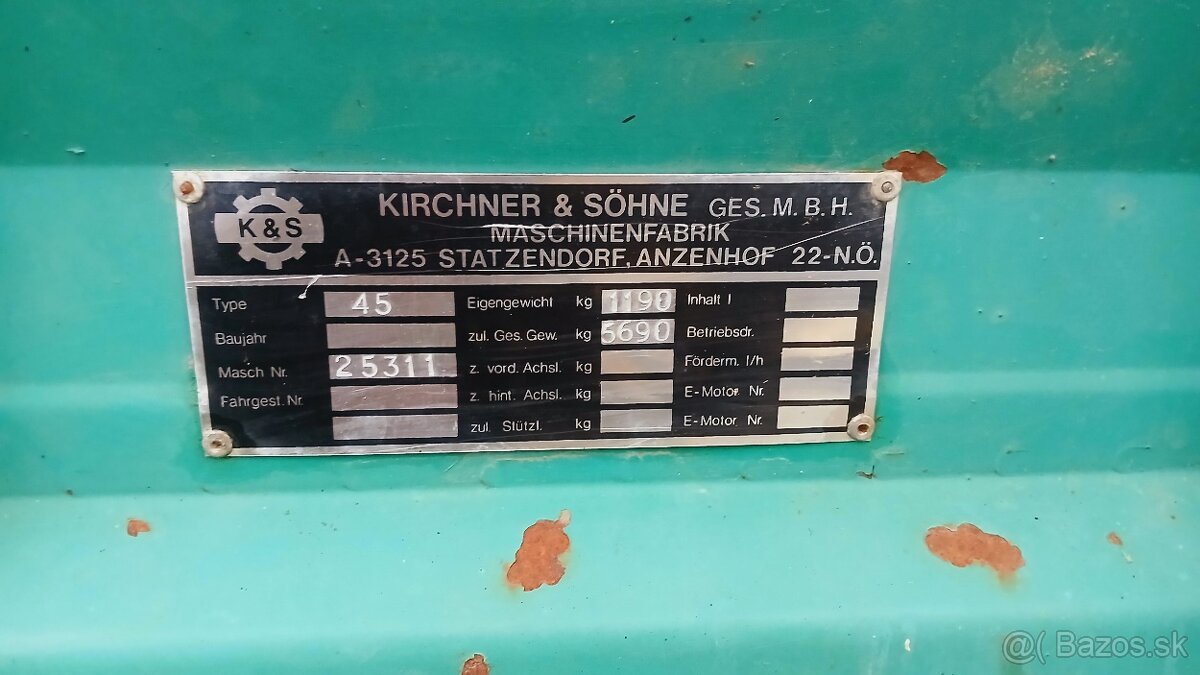 K & S
KIRCHNER & SÖHNE GES. M. B. H.
MASCHINENFABRIK
A-3125 STATZENDORF, ANZENHOF 22-N.Ö.
Type 45 Eigengewicht kg 1190 Inhalt l
Baujahr zul. Ges. Gew. kg 5690 Betriebsdr.
Masch Nr. 25311 z. vord. Achsl. kg Förderm. l/h
Fahrgest. Nr. z. hint. Achsl. kg E-Motor Nr.
zul. Stützl. kg E-Motor Nr.
@( Bazos.sk